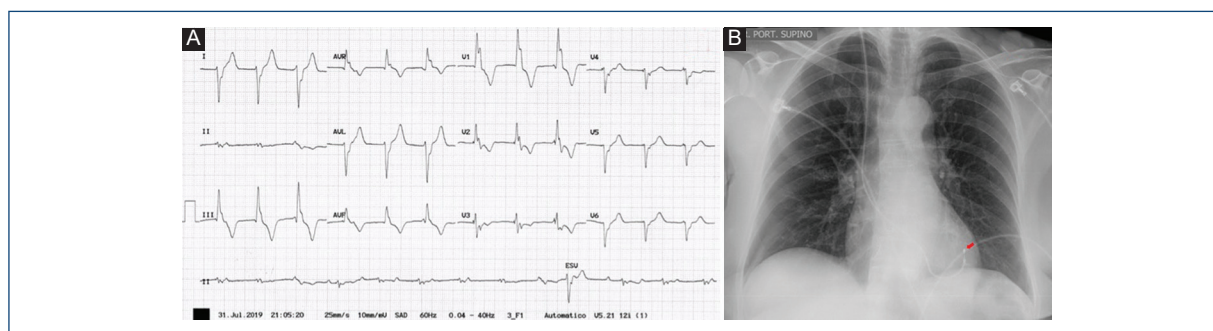 A
I AVR V1 V4
II AVL V2 V5
III AVF V3 V6
II ESV
31.Jul.2019 21:05:20 25mm/s 10mm/mV SAD 60Hz 0.04 - 40Hz 3_F1 Automatico V5.21 12i (1)
B
PORT. SUPINO